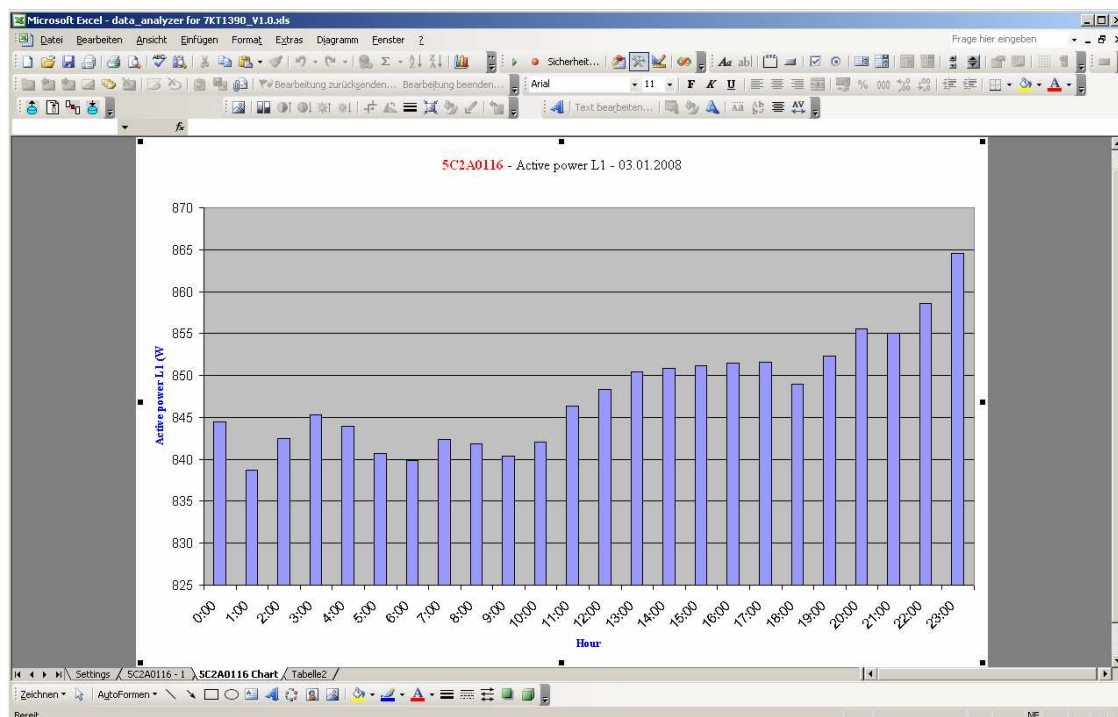 Microsoft Excel - data_analyzer for 7KT1390_V1.0.xls
Datei Bearbeiten Ansicht Einfügen Format Extras Diagramm Fenster ? Frage hier eingeben
Sicherheit...
Bearbeitung zurücksenden... Bearbeitung beenden... Arial 11 F K U
Text bearbeiten...
fx
5C2A0116 - Active power L1 - 03.01.2008
870
865
860
855
850
845
840
835
830
825
Active power L1 (W
0:00 1:00 2:00 3:00 4:00 5:00 6:00 7:00 8:00 9:00 10:00 11:00 12:00 13:00 14:00 15:00 16:00 17:00 18:00 19:00 20:00 21:00 22:00 23:00
Hour
Settings 5C2A0116 - 1 5C2A0116 Chart Tabelle2
Zeichnen AutoFormen
Bereit NF